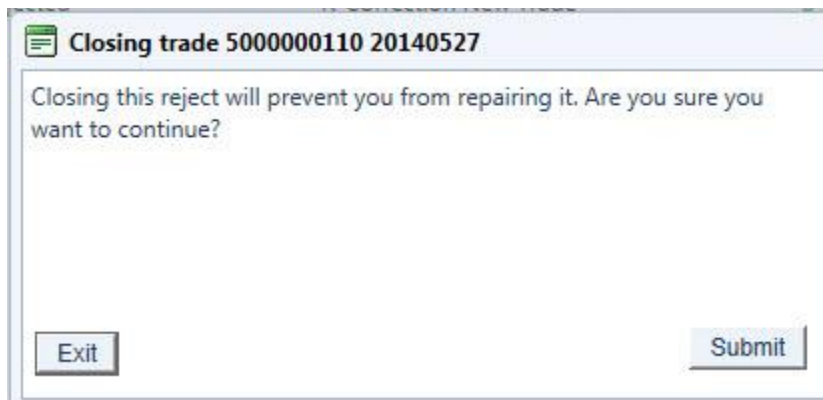 Closing trade 5000000110 20140527
Closing this reject will prevent you from repairing it. Are you sure you
want to continue?
Exit
Submit